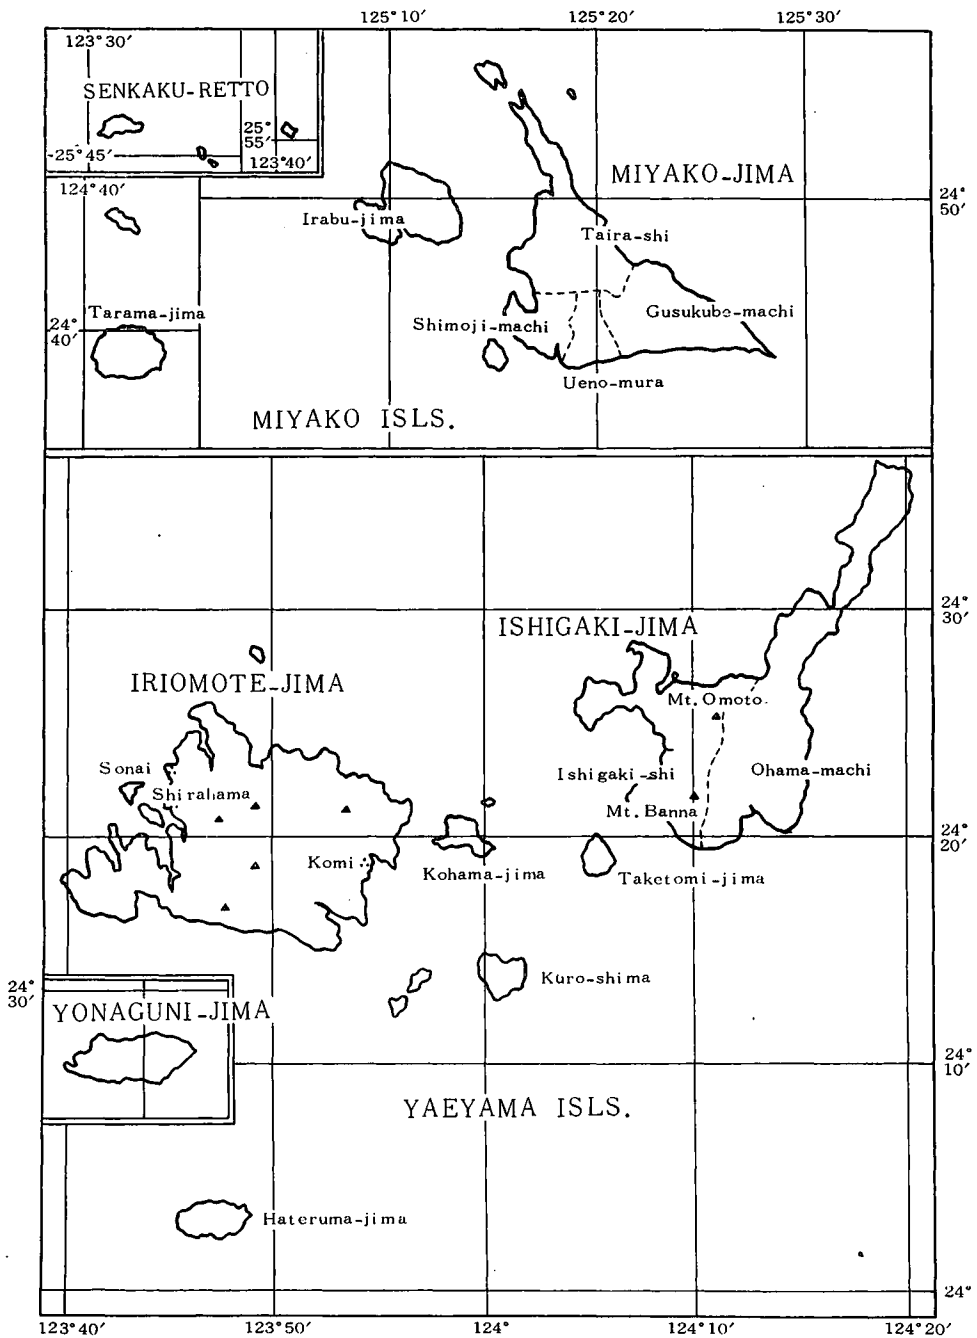 125°10′
125°20′
125°30′
123°30′
SENKAKU-RETTO
25°
55′
-25°45′
123°40′
124°40′
MIYAKO-JIMA
24°
50′
Irabu-jima
Taira-shi
Tarama-jima
24°
40′
Shimoji-machi
Gusukube-machi
Ueno-mura
MIYAKO ISLS.
24°
30′
ISHIGAKI-JIMA
IRIOMOTE-JIMA
Mt. Omoto
Sonai
Shirahama
Ishigaki-shi
Ohama-machi
Mt. Banna
24°
20′
Komi
Kohama-jima
Taketomi-jima
Kuro-shima
24°
30′
YONAGUNI-JIMA
24°
10′
YAEYAMA ISLS.
Hateruma-jima
24°
123°40′
123°50′
124°
124°10′
124°20′